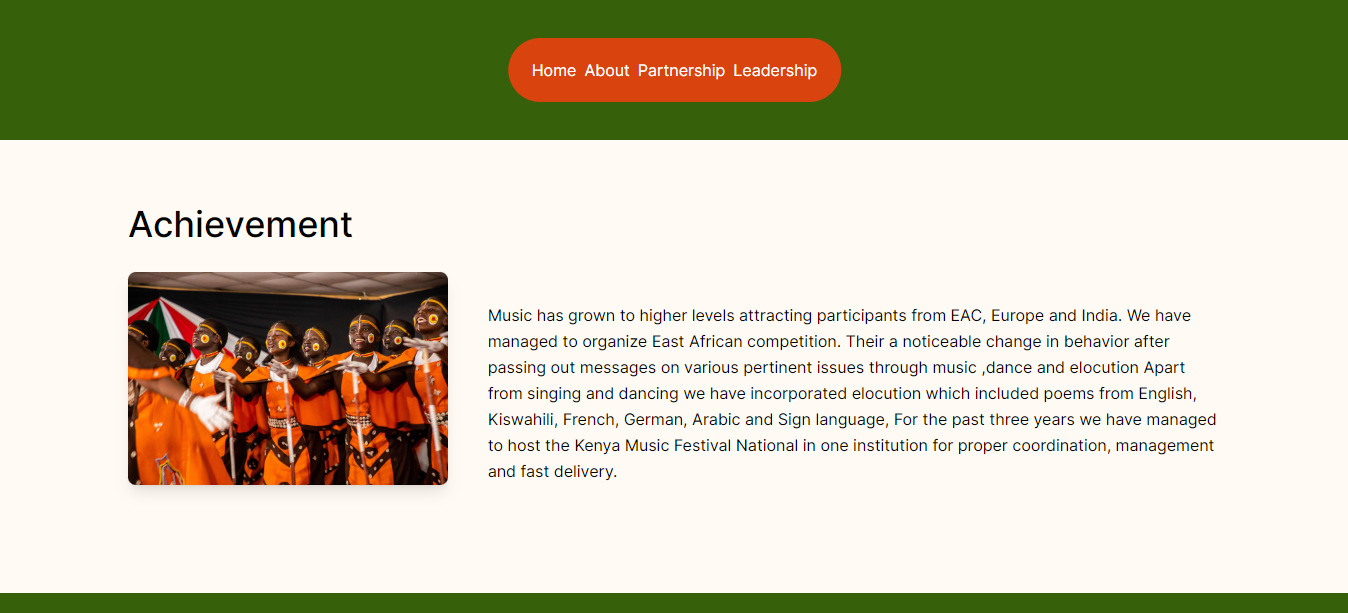 Home About Partnership Leadership
Achievement
Music has grown to higher levels attracting participants from EAC, Europe and India. We have
managed to organize East African competition. Their a noticeable change in behavior after
passing out messages on various pertinent issues through music ,dance and elocution Apart
from singing and dancing we have incorporated elocution which included poems from English,
Kiswahili, French, German, Arabic and Sign language, For the past three years we have managed
to host the Kenya Music Festival National in one institution for proper coordination, management
and fast delivery.